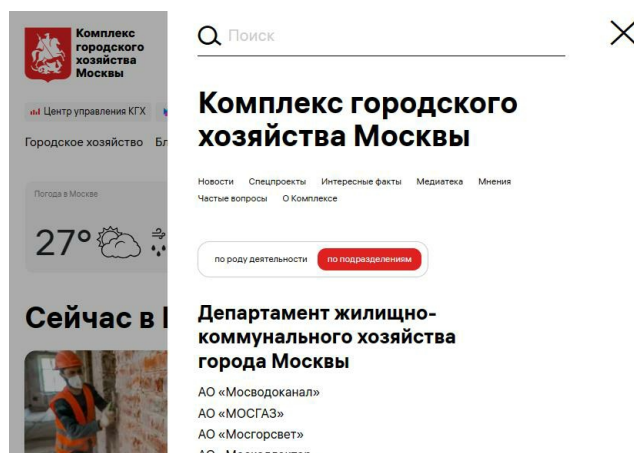 Комплекс
городского
хозяйства
Москвы
Поиск
Центр управления КГХ
Городское хозяйство
Погода в Москве
27°
Сейчас в
Комплекс городского
хозяйства Москвы
Новости Спецпроекты Интересные факты Медиатека Мнения
Частые вопросы О Комплексе
по роду деятельности по подразделениям
Департамент жилищно-
коммунального хозяйства
города Москвы
АО «Мосводоканал»
АО «МОСГАЗ»
АО «Мосгорсвет»